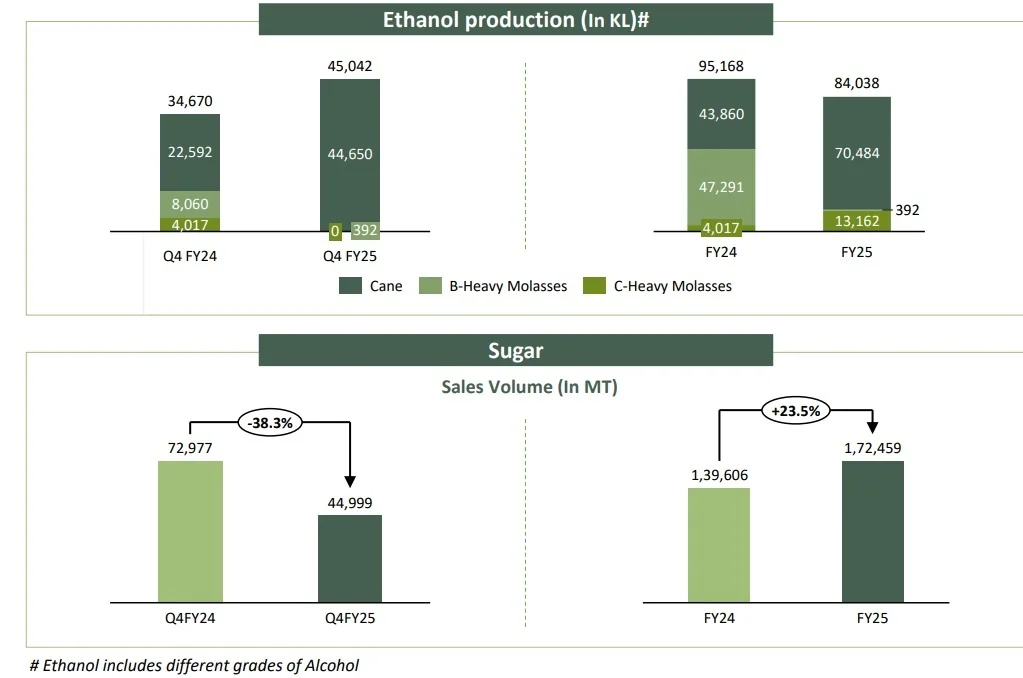 Ethanol production (In KL)#
34,670
22,592
8,060
4,017
Q4 FY24
45,042
44,650
0
392
Q4 FY25
95,168
43,860
47,291
4,017
FY24
84,038
70,484
392
13,162
FY25
Cane
B-Heavy Molasses
C-Heavy Molasses
Sugar
Sales Volume (In MT)
-38.3%
72,977
44,999
Q4FY24
Q4FY25
+23.5%
1,39,606
1,72,459
FY24
FY25
# Ethanol includes different grades of Alcohol